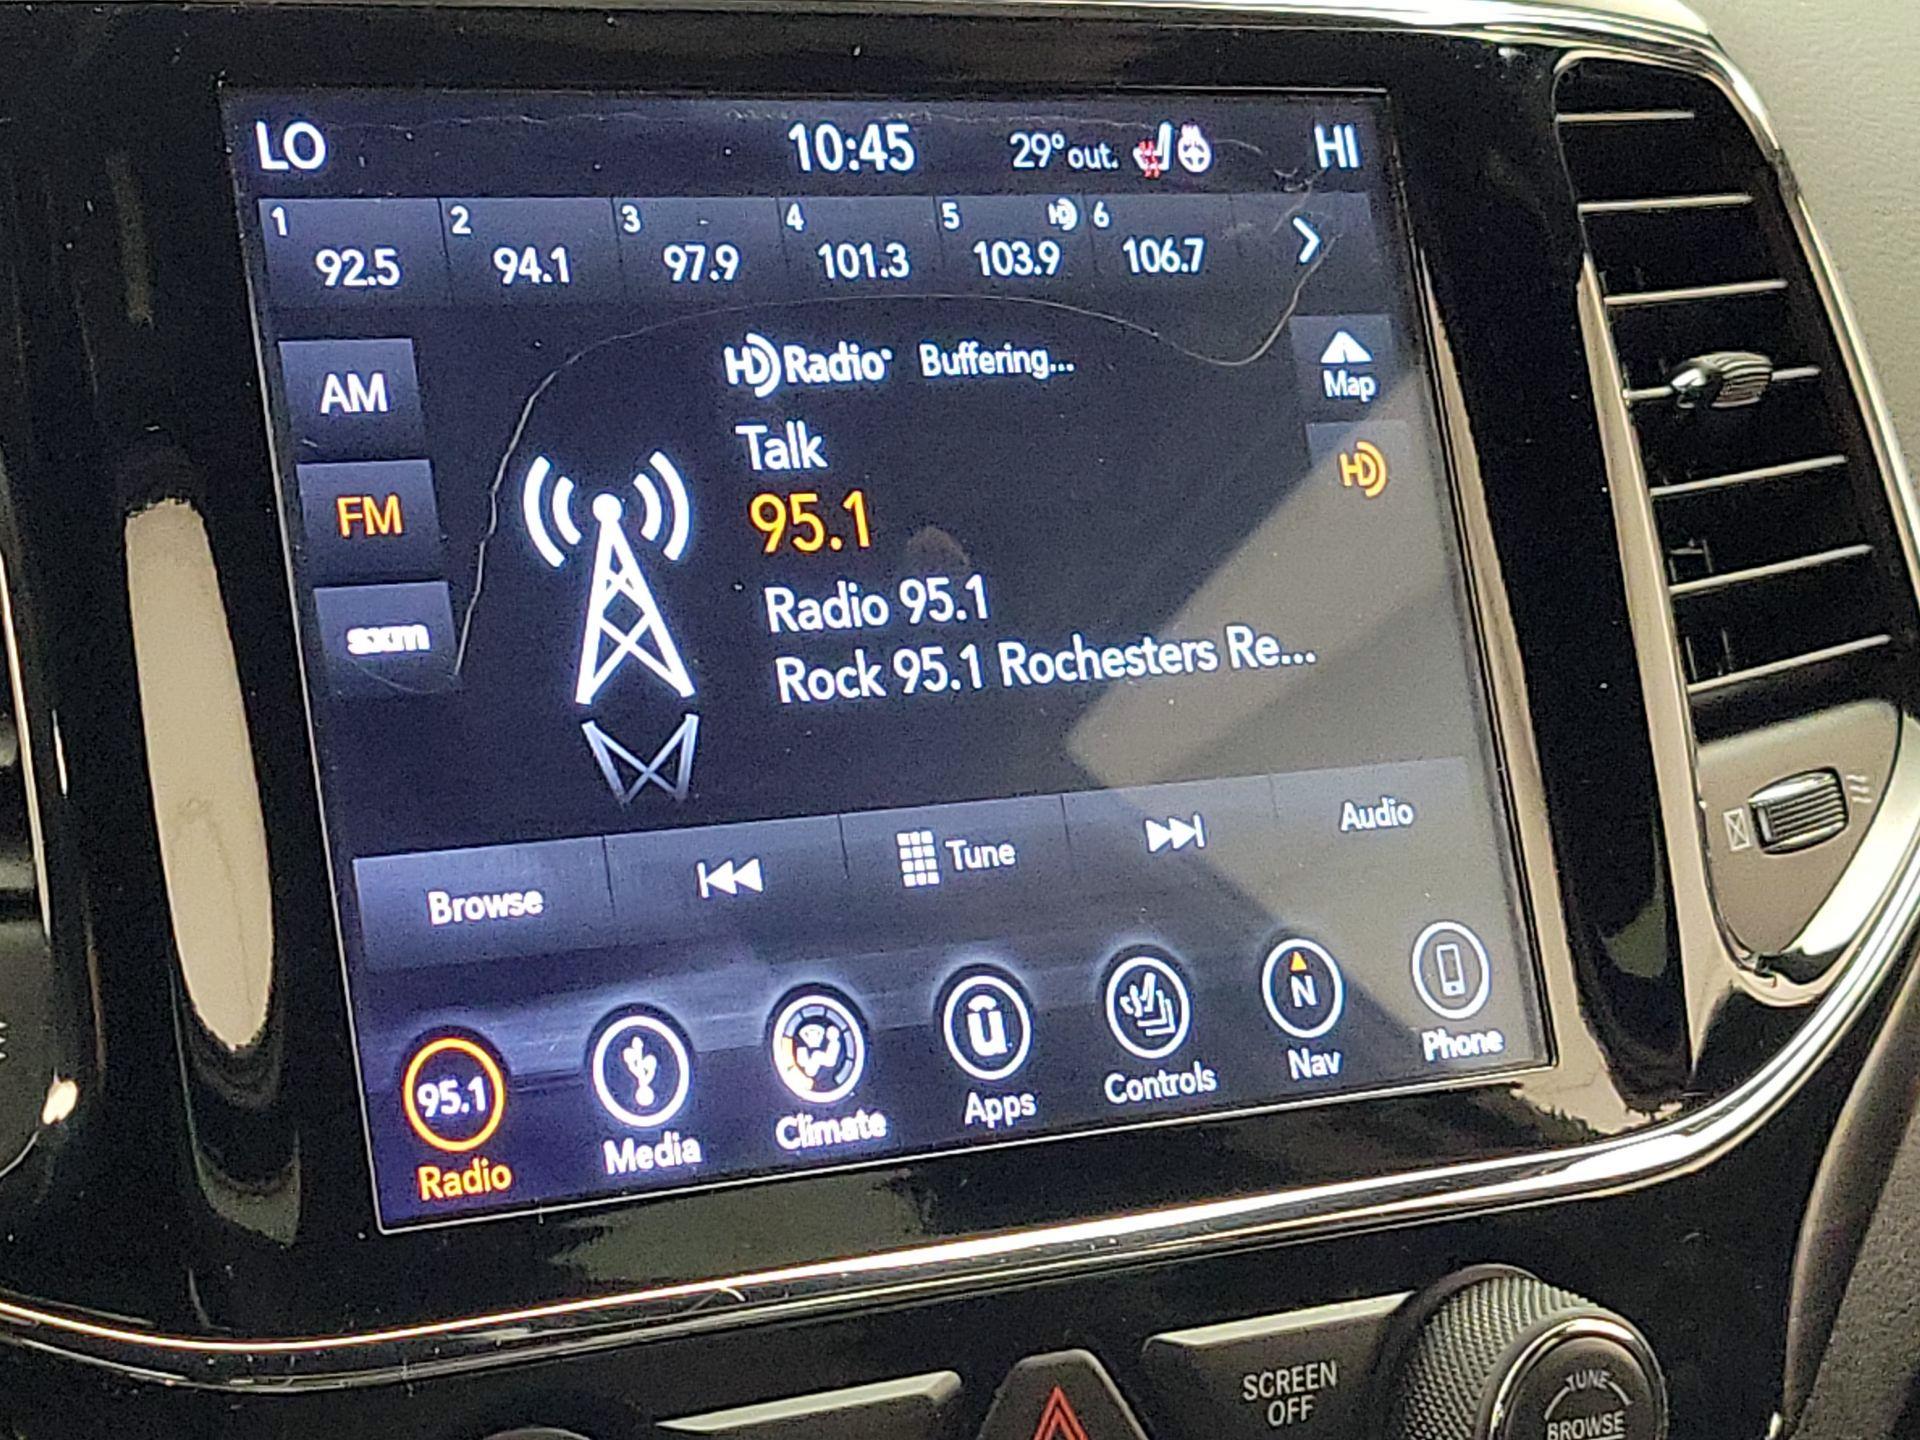 LO 10:45 29° out. HI
1 92.5 2 94.1 3 97.9 4 101.3 5 HD 103.9 6 106.7
HD Radio Buffering...
Map
AM
Talk
HD
FM
95.1
Radio 95.1
sxm
Rock 95.1 Rochesters Re...
Browse Tune Audio
95.1 Radio
Media
Climate
u Apps
Controls
N Nav
Phone
SCREEN
OFF
TUNE
BROWSE